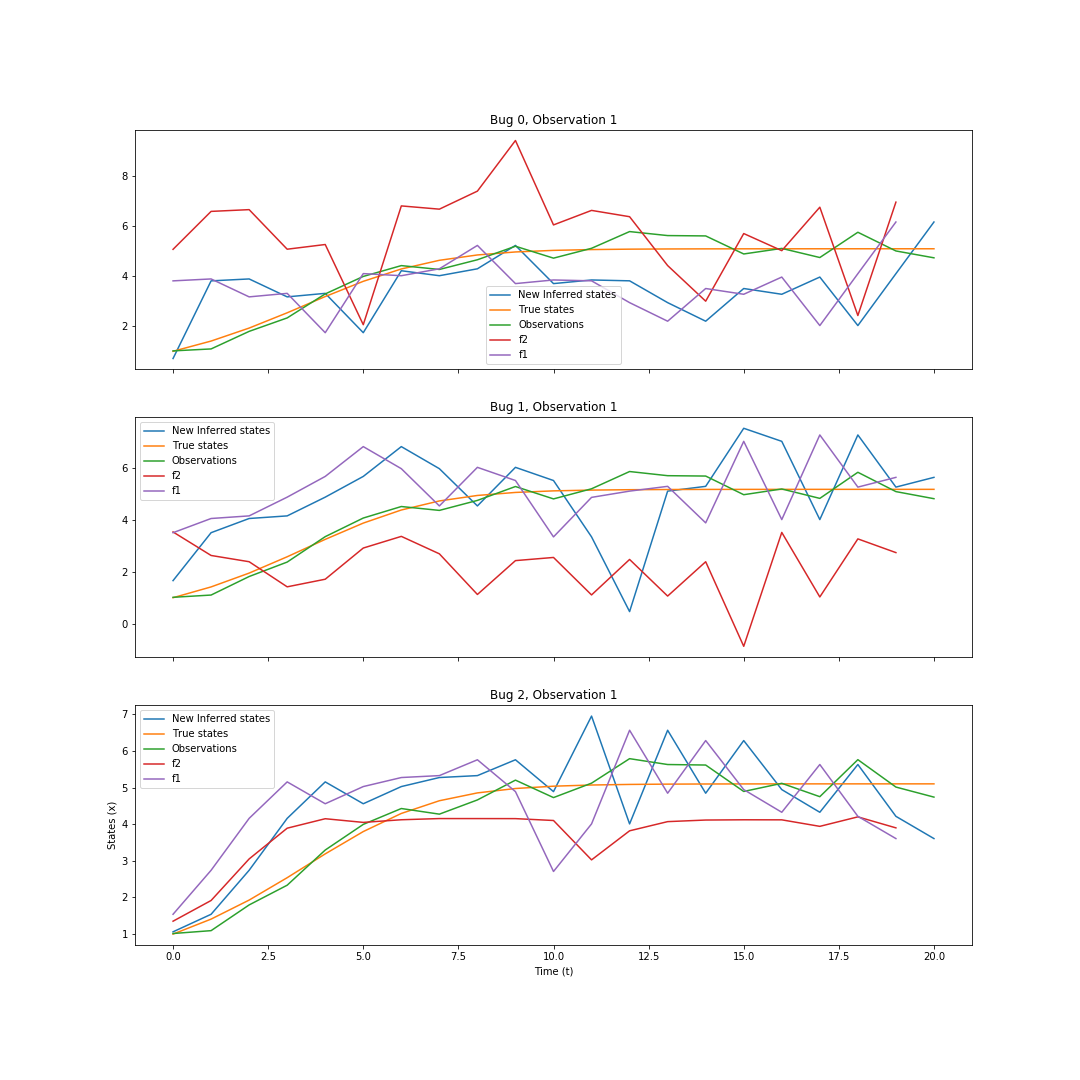 Bug 0, Observation 1
8
6
4
2
New Inferred states
True states
Observations
f2
f1
Bug 1, Observation 1
New Inferred states
True states
Observations
f2
f1
6
4
2
0
Bug 2, Observation 1
New Inferred states
True states
Observations
f2
f1
States (x)
7
6
5
4
3
2
1
0.0 2.5 5.0 7.5 10.0 12.5 15.0 17.5 20.0
Time (t)